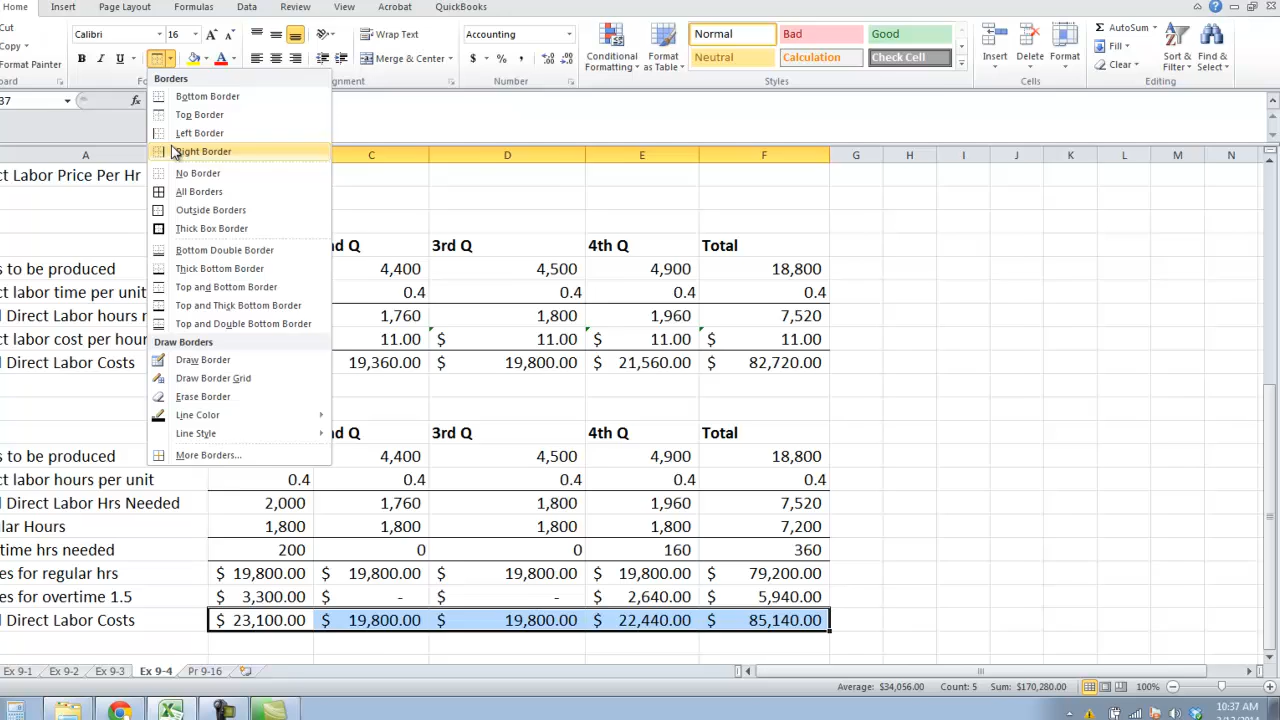 Home Insert Page Layout Formulas Data Review View Acrobat QuickBooks
Cut Calibri 16 A A Wrap Text Accounting Conditional Formatting Format as Table Normal Bad Good Insert Delete Format AutoSum Sort & Filter Find & Select
Copy Fill
Format Painter B I U A Merge & Center $ % , Neutral Calculation Check Cell Clear
Alignment Number Styles Cells Editing
37 fx
Borders
Bottom Border
Top Border
Left Border
Right Border
No Border
All Borders
Outside Borders
Thick Box Border
Bottom Double Border
Thick Bottom Border
Top and Bottom Border
Top and Thick Bottom Border
Top and Double Bottom Border
Draw Borders
Draw Border
Draw Border Grid
Erase Border
Line Color
Line Style
More Borders...
A C D E F G H I J K L M N
ct Labor Price Per Hr
nd Q 3rd Q 4th Q Total
s to be produced 4,400 4,500 4,900 18,800
ct labor time per unit 0.4 0.4 0.4 0.4
l Direct Labor hours n 1,760 1,800 1,960 7,520
ct labor cost per hour 11.00 $ 11.00 $ 11.00 $ 11.00
l Direct Labor Costs 19,360.00 $ 19,800.00 $ 21,560.00 $ 82,720.00
nd Q 3rd Q 4th Q Total
s to be produced 4,400 4,500 4,900 18,800
ct labor hours per unit 0.4 0.4 0.4 0.4 0.4
l Direct Labor Hrs Needed 2,000 1,760 1,800 1,960 7,520
ular Hours 1,800 1,800 1,800 1,800 7,200
time hrs needed 200 0 0 160 360
es for regular hrs $ 19,800.00 $ 19,800.00 $ 19,800.00 $ 19,800.00 $ 79,200.00
es for overtime 1.5 $ 3,300.00 $ - $ - $ 2,640.00 $ 5,940.00
l Direct Labor Costs $ 23,100.00 $ 19,800.00 $ 19,800.00 $ 22,440.00 $ 85,140.00
Ex 9-1 Ex 9-2 Ex 9-3 Ex 9-4 Pr 9-16
Average: $34,056.00 Count: 5 Sum: $170,280.00 100%
10:37 AM